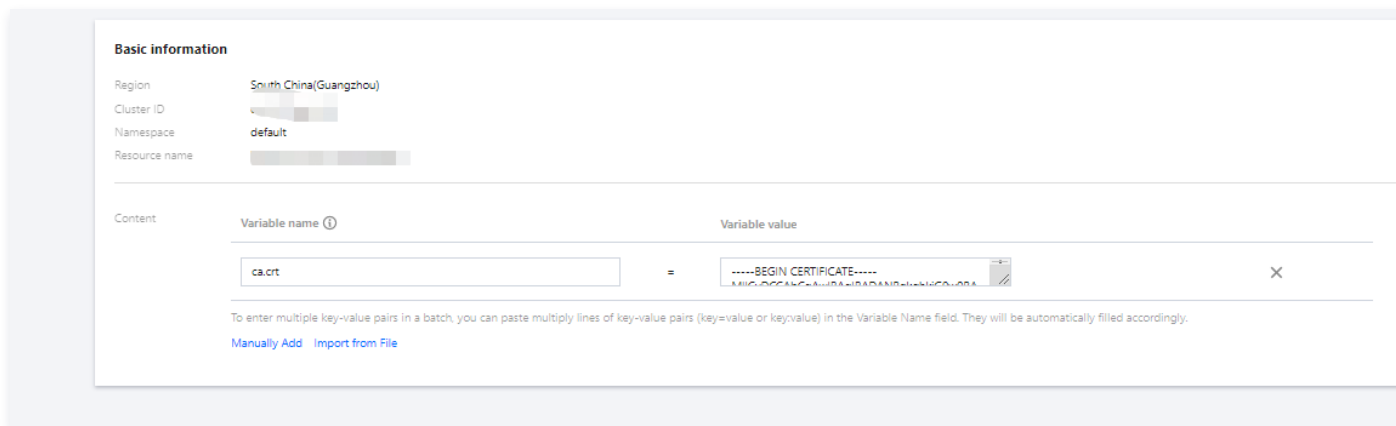 Basic information
Region South China(Guangzhou)
Cluster ID
Namespace default
Resource name
Content Variable name Variable value
ca.crt = -----BEGIN CERTIFICATE-----
To enter multiple key-value pairs in a batch, you can paste multiply lines of key-value pairs (key=value or key:value) in the Variable Name field. They will be automatically filled accordingly.
Manually Add Import from File